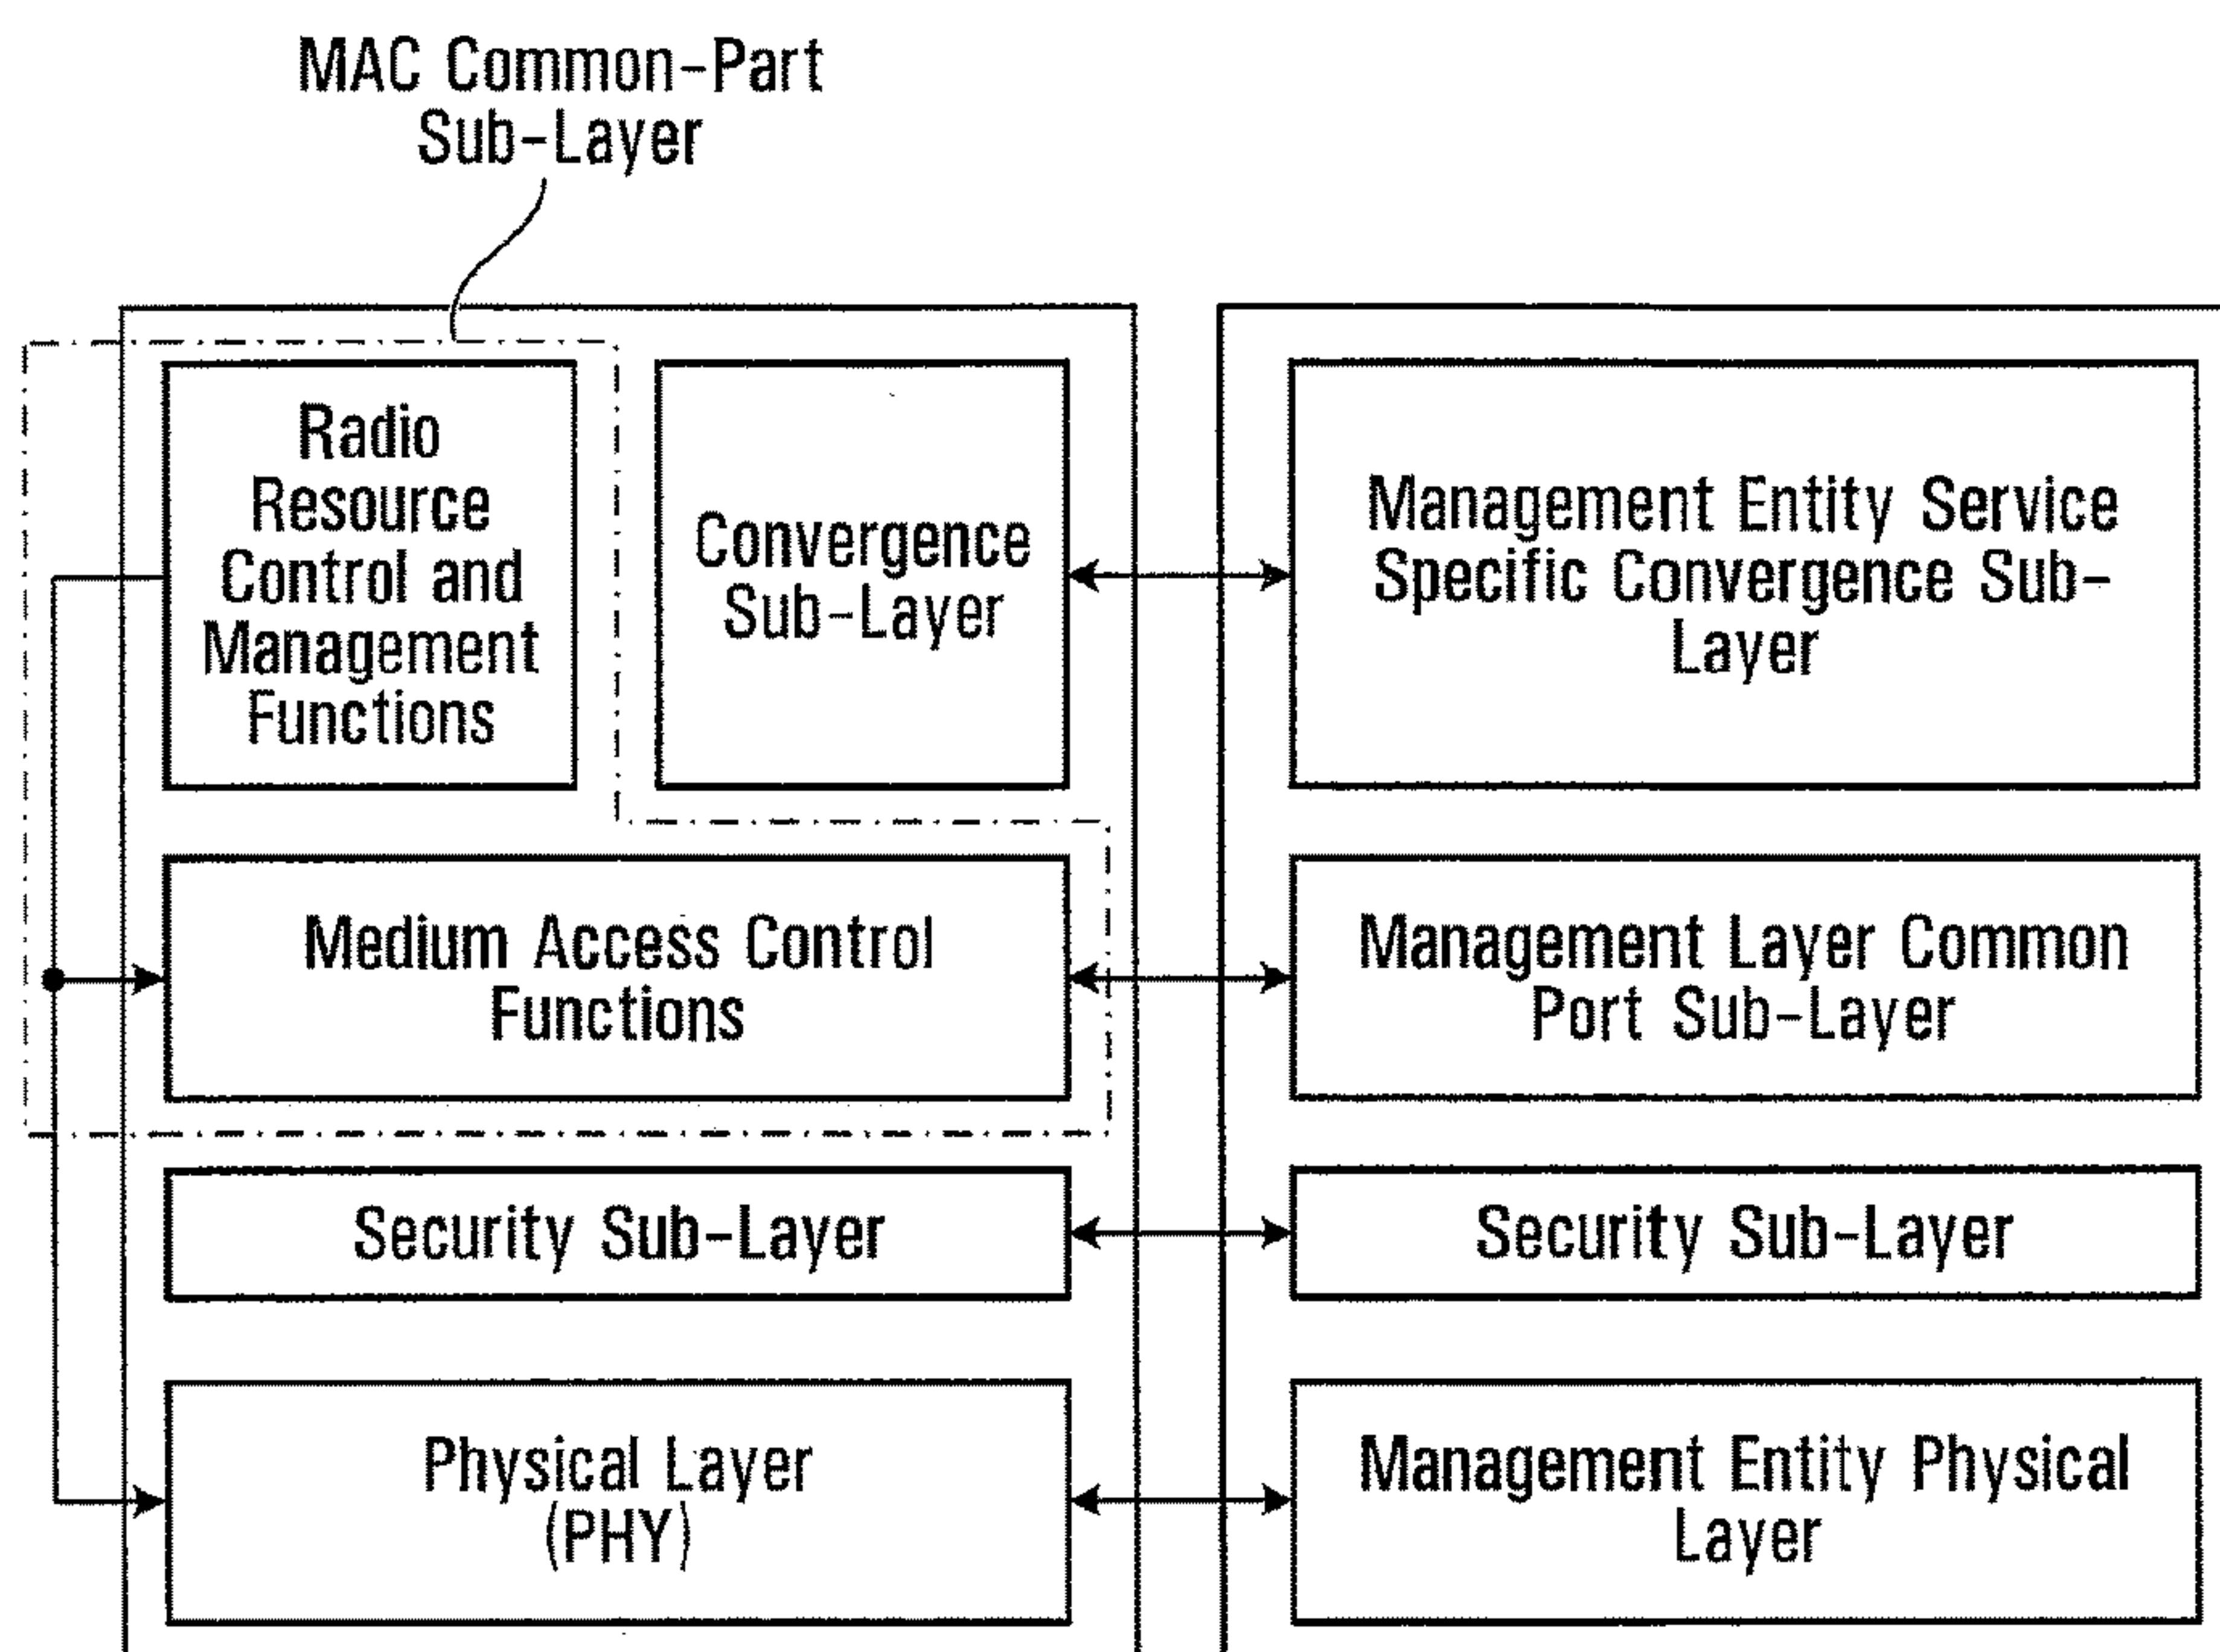 MAC Common-Part
Sub-Layer
Radio
Resource
Control and
Management
Functions
Convergence
Sub-Layer
Management Entity Service
Specific Convergence Sub-
Layer
Medium Access Control
Functions
Management Layer Common
Port Sub-Layer
Security Sub-Layer
Security Sub-Layer
Physical Layer
(PHY)
Management Entity Physical
Layer